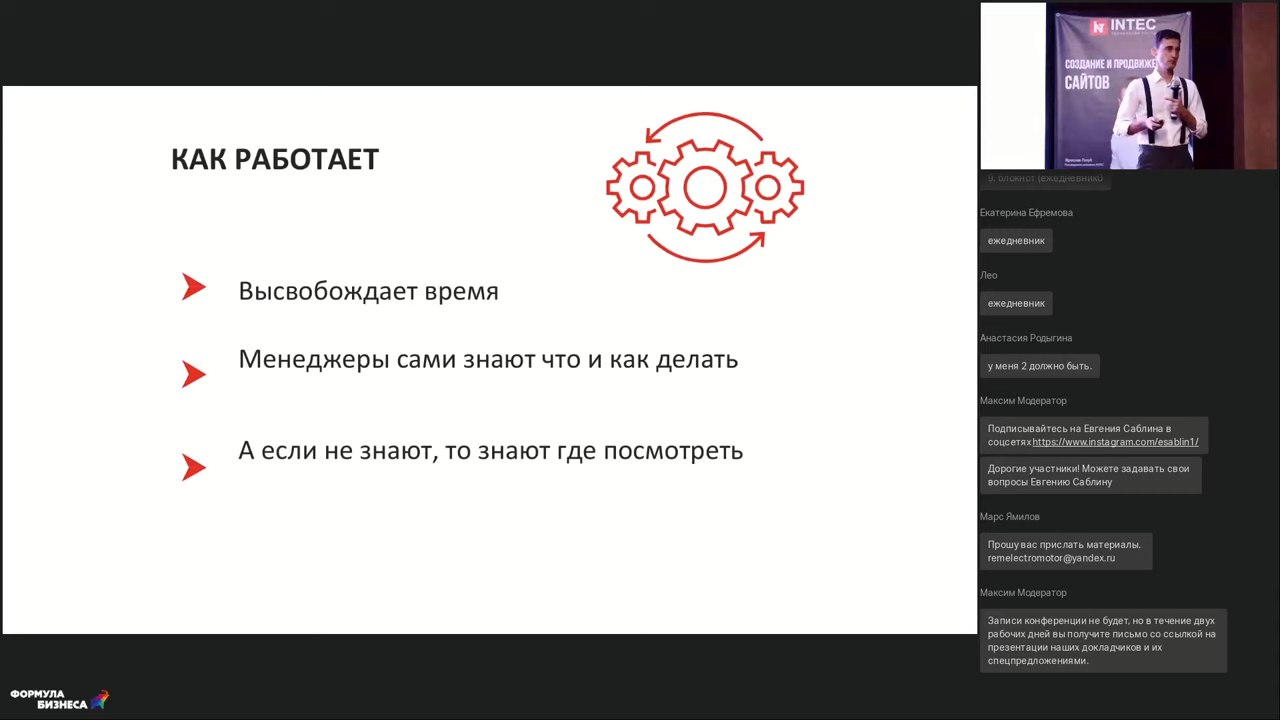 КАК РАБОТАЕТ
Высвобождает время
Менеджеры сами знают что и как делать
А если не знают, то знают где посмотреть
ФОРМУЛА
БИЗНЕСА
INTEC
СОЗДАНИЕ И ПРОДВИЖЕ
САЙТОВ
9. блокнот (ежедневник0
Екатерина Ефремова
ежедневник
Лео
ежедневник
Анастасия Родыгина
у меня 2 должно быть.
Максим Модератор
Подписывайтесь на Евгения Саблина в
соцсетях https://www.instagram.com/esablin1/
Дорогие участники! Можете задавать свои
вопросы Евгению Саблину
Марс Ямилов
Прошу вас прислать материалы.
remelectromotor@yandex.ru
Максим Модератор
Записи конференции не будет, но в течение двух
рабочих дней вы получите письмо со ссылкой на
презентации наших докладчиков и их
спецпредложениями.